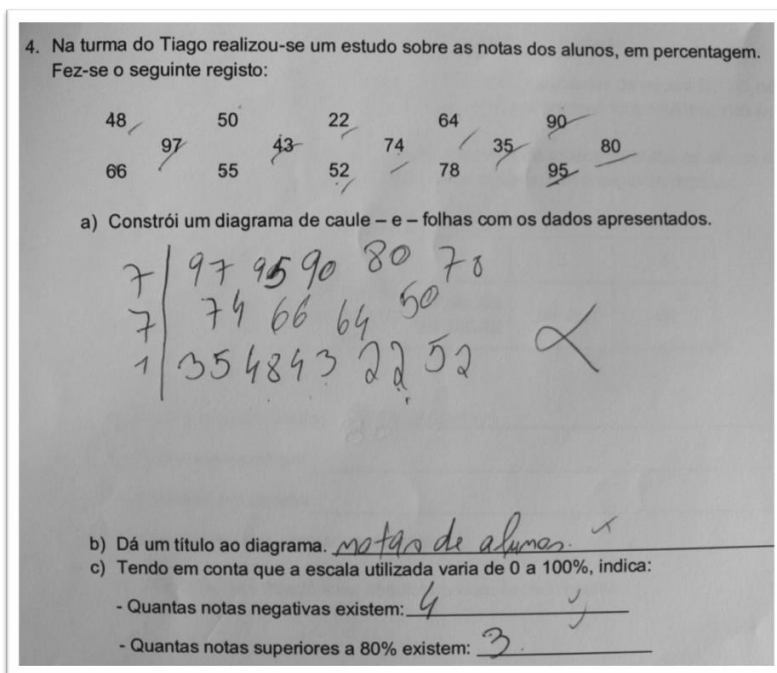 4. Na turma do Tiago realizou-se um estudo sobre as notas dos alunos, em percentagem.
Fez-se o seguinte registo:
48 50 22 64 90
97 43 74 35 80
66 55 52 78 95
a) Constrói um diagrama de caule – e – folhas com os dados apresentados.
7 | 97 95 90 80 78
7 | 74 66 64 50
1 | 35 48 43 22 52
b) Dá um título ao diagrama. notas de alunos.
c) Tendo em conta que a escala utilizada varia de 0 a 100%, indica:
- Quantas notas negativas existem: 4
- Quantas notas superiores a 80% existem: 3